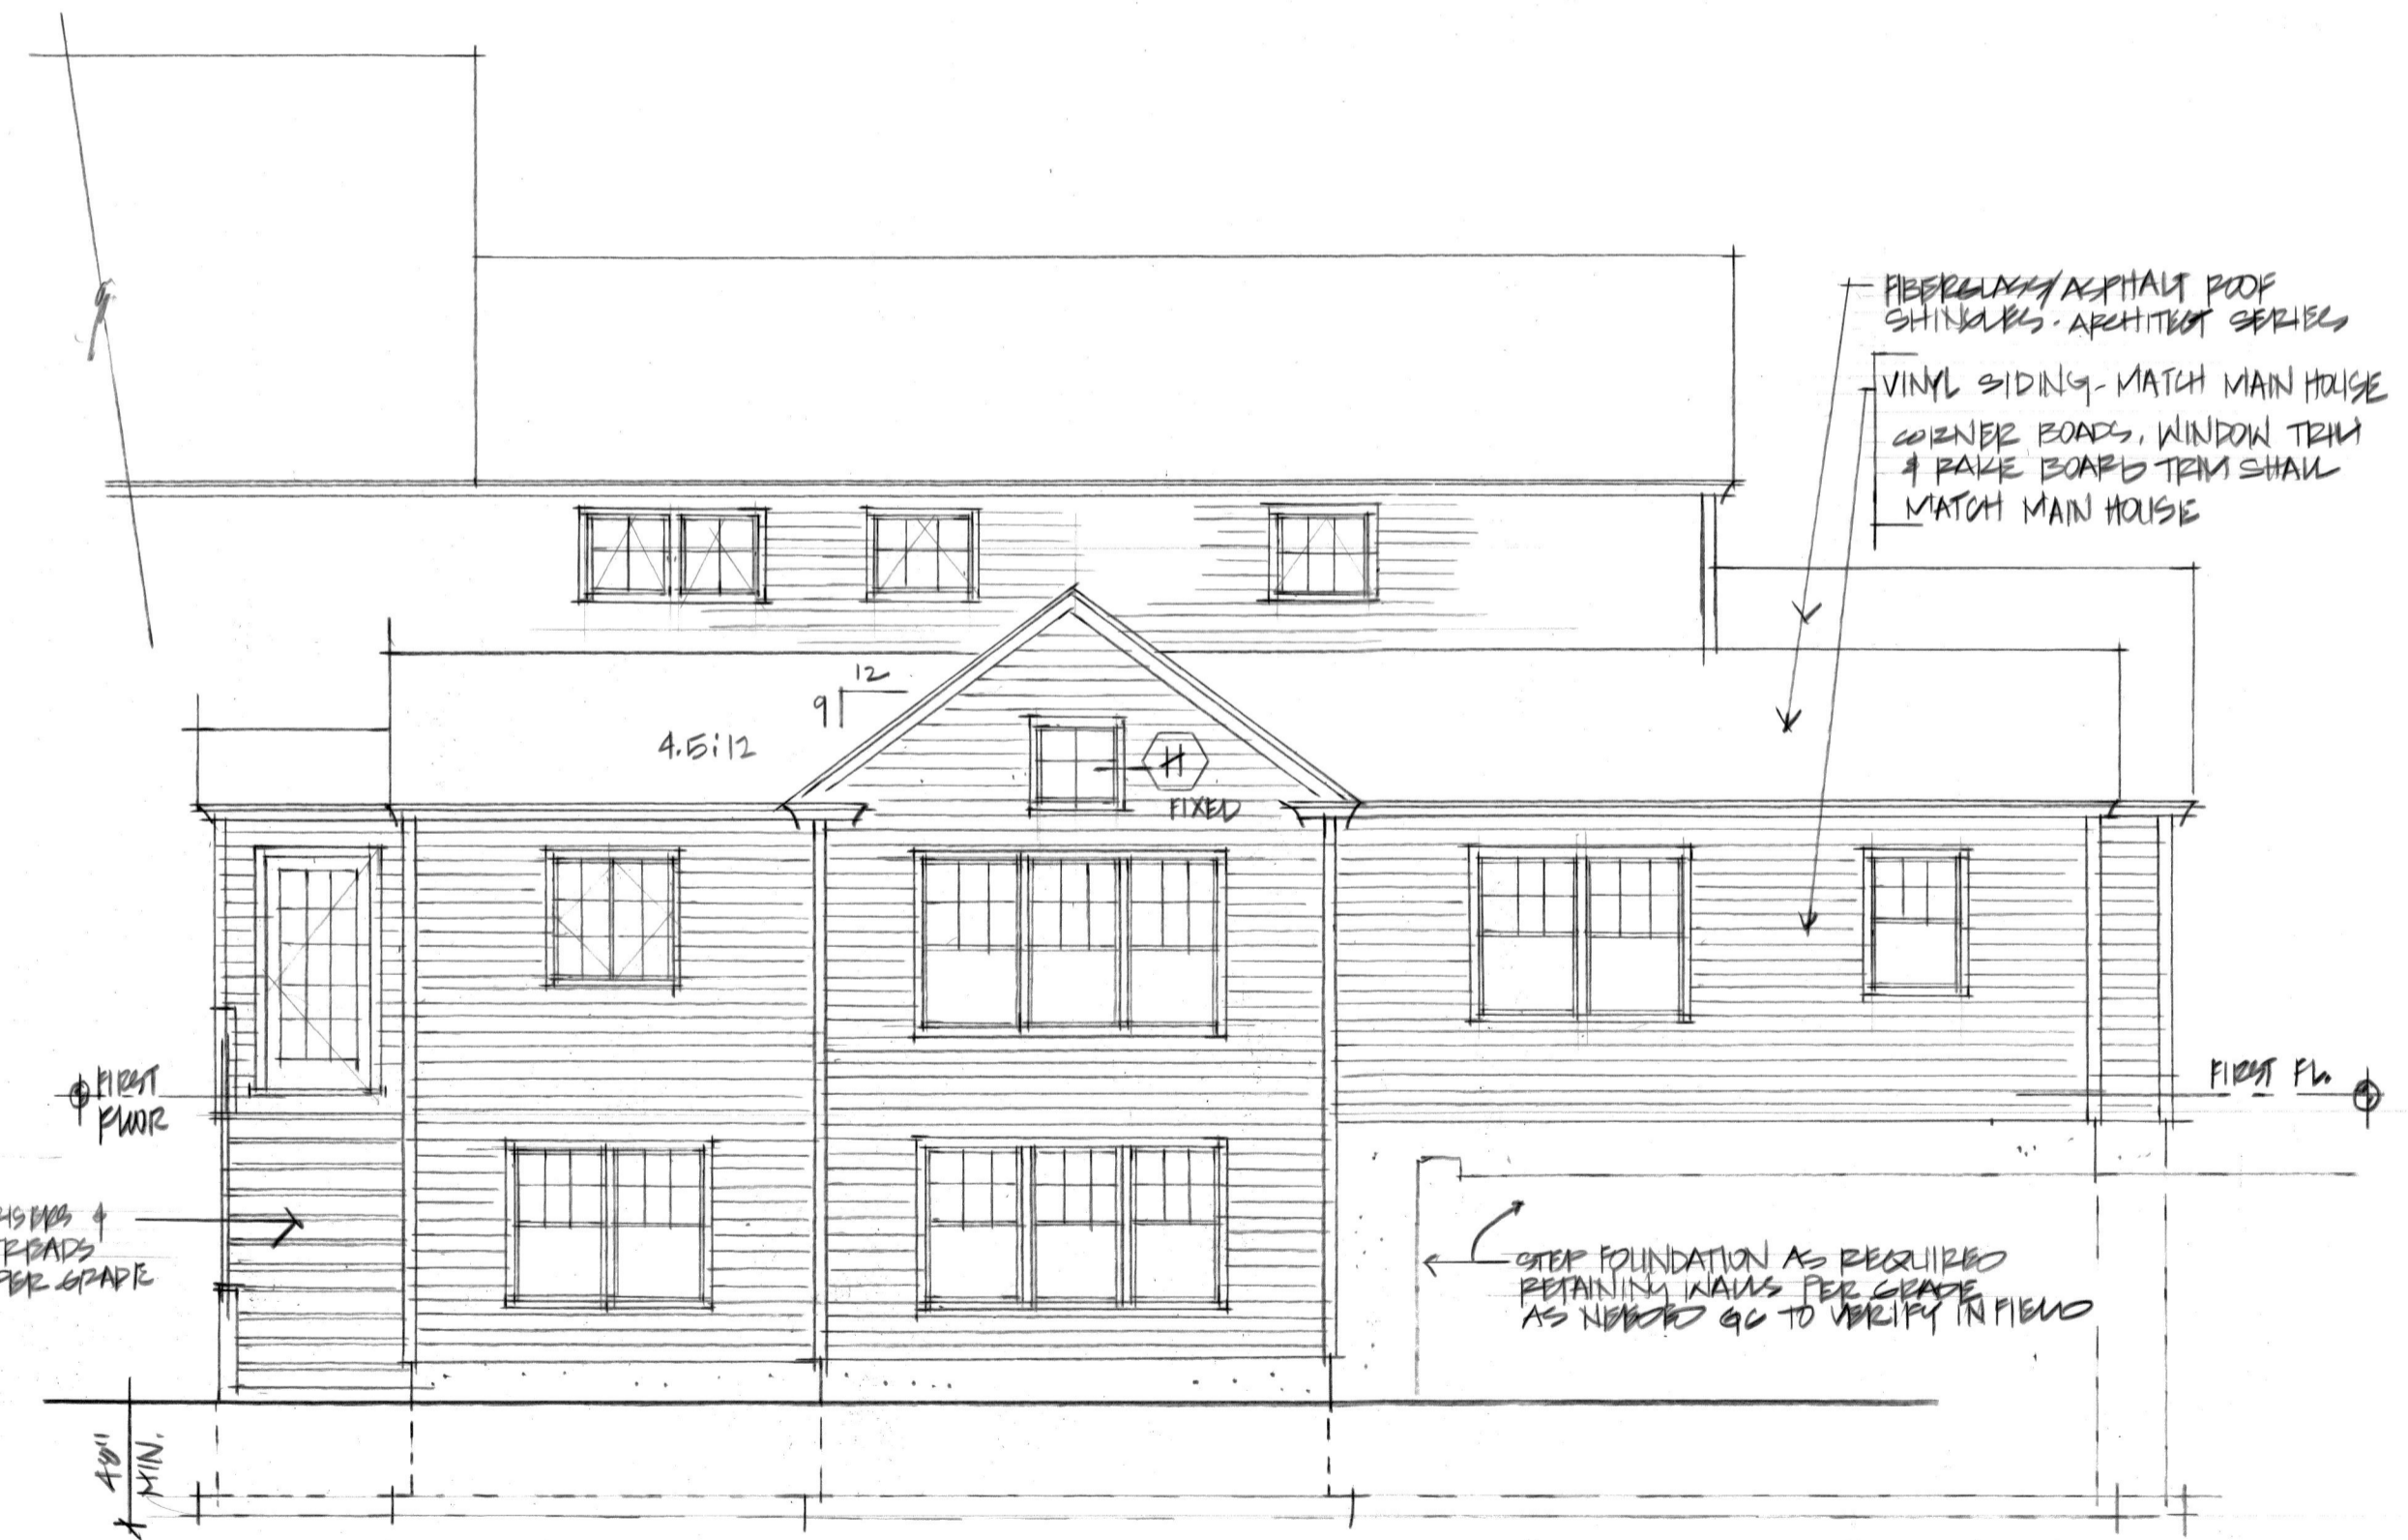 FIBERGLASS/ASPHALT ROOF
SHINGLES - ARCHITECT SERIES
VINYL SIDING - MATCH MAIN HOUSE
CORNER BOADS, WINDOW TRIM
& RAKE BOARD TRIM SHALL
MATCH MAIN HOUSE
12
9
4.5:12
H
FIXED
FIRST
FLOOR
FIRST FL.
RISERS &
TREADS
PER GRADE
STEP FOUNDATION AS REQUIRED
RETAINING WALLS PER GRADE
AS NEEDED GC TO VERIFY IN FIELD
48"
MIN.